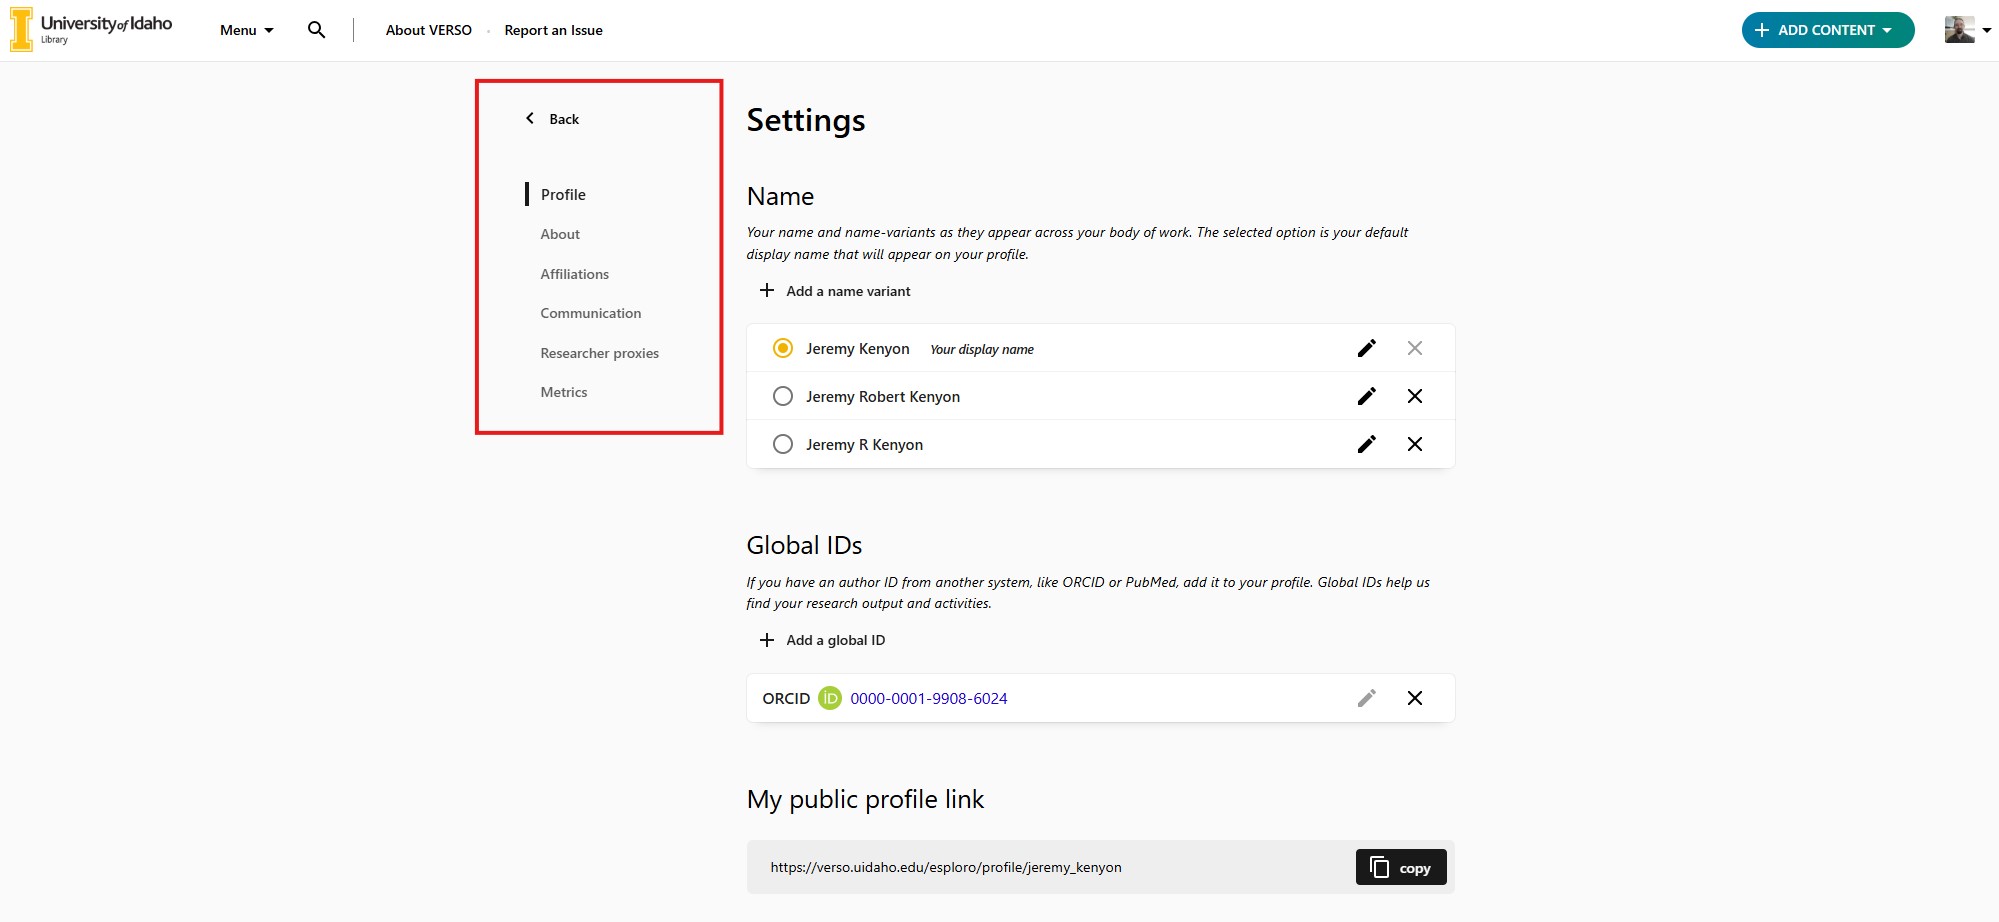 University of Idaho
Library
Menu
About VERSO
Report an Issue
ADD CONTENT
Back
Profile
About
Affiliations
Communication
Researcher proxies
Metrics
Settings
Name
Your name and name-variants as they appear across your body of work. The selected option is your default
display name that will appear on your profile.
Add a name variant
Jeremy Kenyon Your display name
Jeremy Robert Kenyon
Jeremy R Kenyon
Global IDs
If you have an author ID from another system, like ORCID or PubMed, add it to your profile. Global IDs help us
find your research output and activities.
Add a global ID
ORCID iD 0000-0001-9908-6024
My public profile link
https://verso.uidaho.edu/esploro/profile/jeremy_kenyon
copy